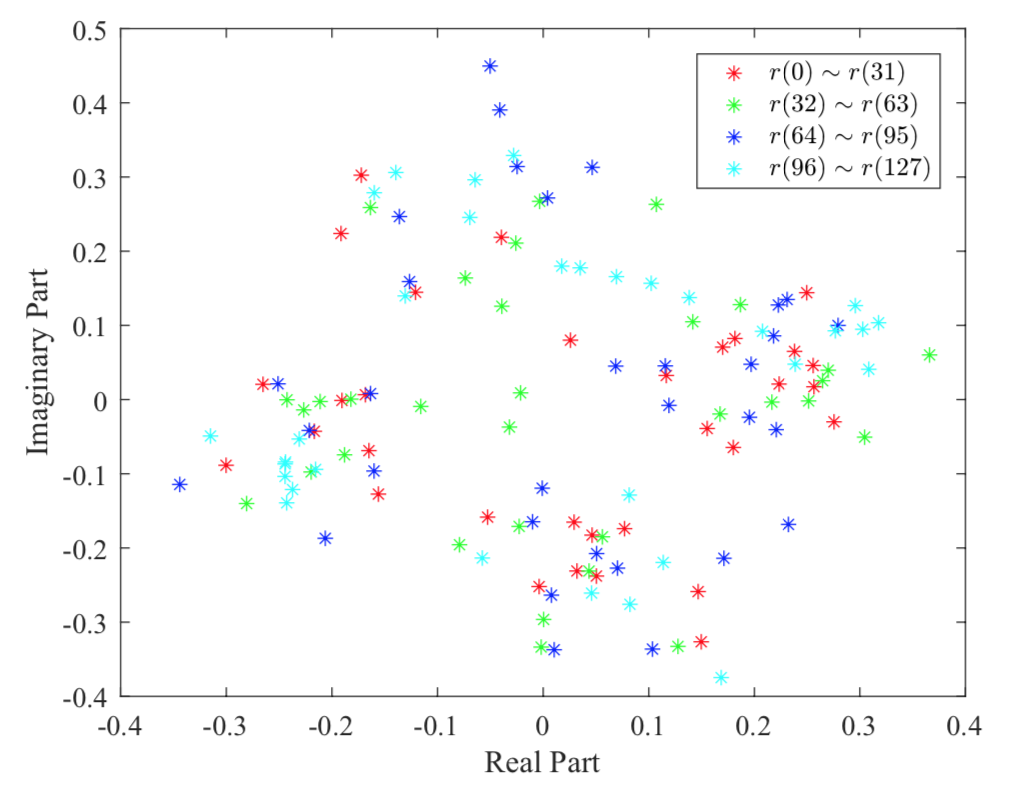 0.5
0.4
0.3
0.2
0.1
0
-0.1
-0.2
-0.3
-0.4
Imaginary Part
r(0) ∼ r(31)
r(32) ∼ r(63)
r(64) ∼ r(95)
r(96) ∼ r(127)
-0.4 -0.3 -0.2 -0.1 0 0.1 0.2 0.3 0.4
Real Part